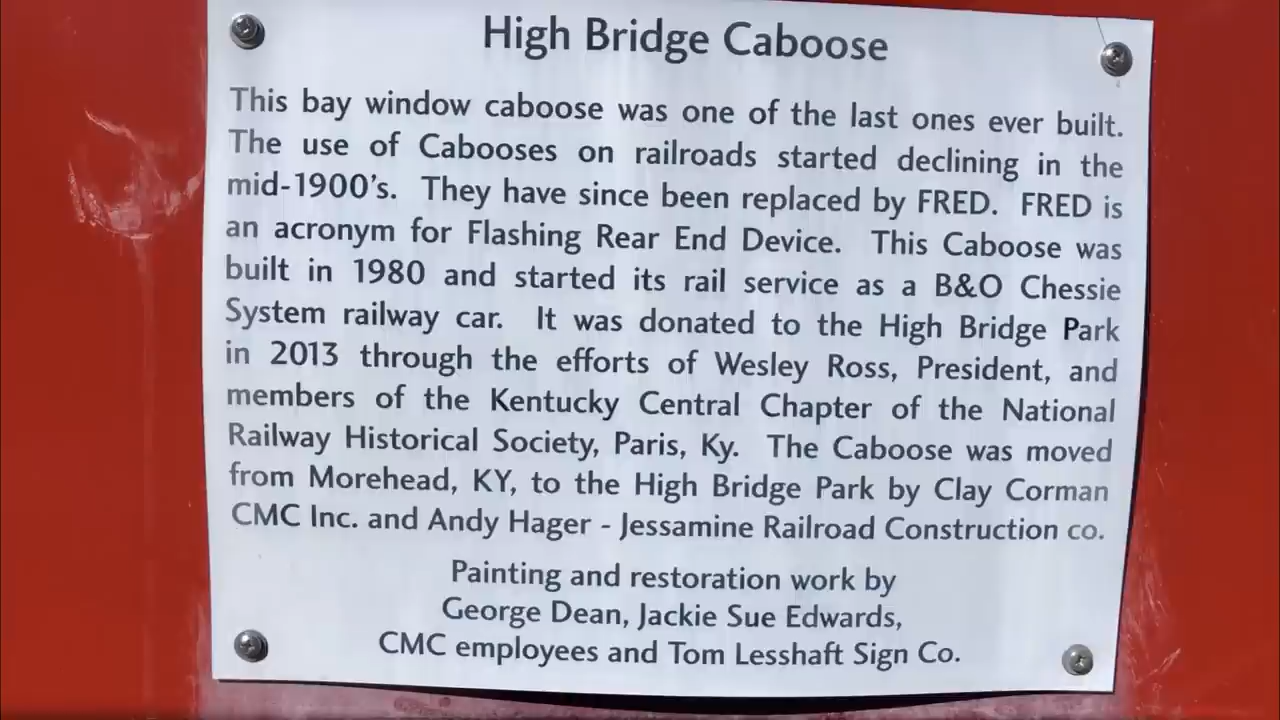 High Bridge Caboose
This bay window caboose was one of the last ones ever built.
The use of Cabooses on railroads started declining in the
mid-1900's. They have since been replaced by FRED. FRED is
an acronym for Flashing Rear End Device. This Caboose was
built in 1980 and started its rail service as a B&O Chessie
System railway car. It was donated to the High Bridge Park
in 2013 through the efforts of Wesley Ross, President, and
members of the Kentucky Central Chapter of the National
Railway Historical Society, Paris, Ky. The Caboose was moved
from Morehead, KY, to the High Bridge Park by Clay Corman
CMC Inc. and Andy Hager - Jessamine Railroad Construction co.
Painting and restoration work by
George Dean, Jackie Sue Edwards,
CMC employees and Tom Lesshaft Sign Co.